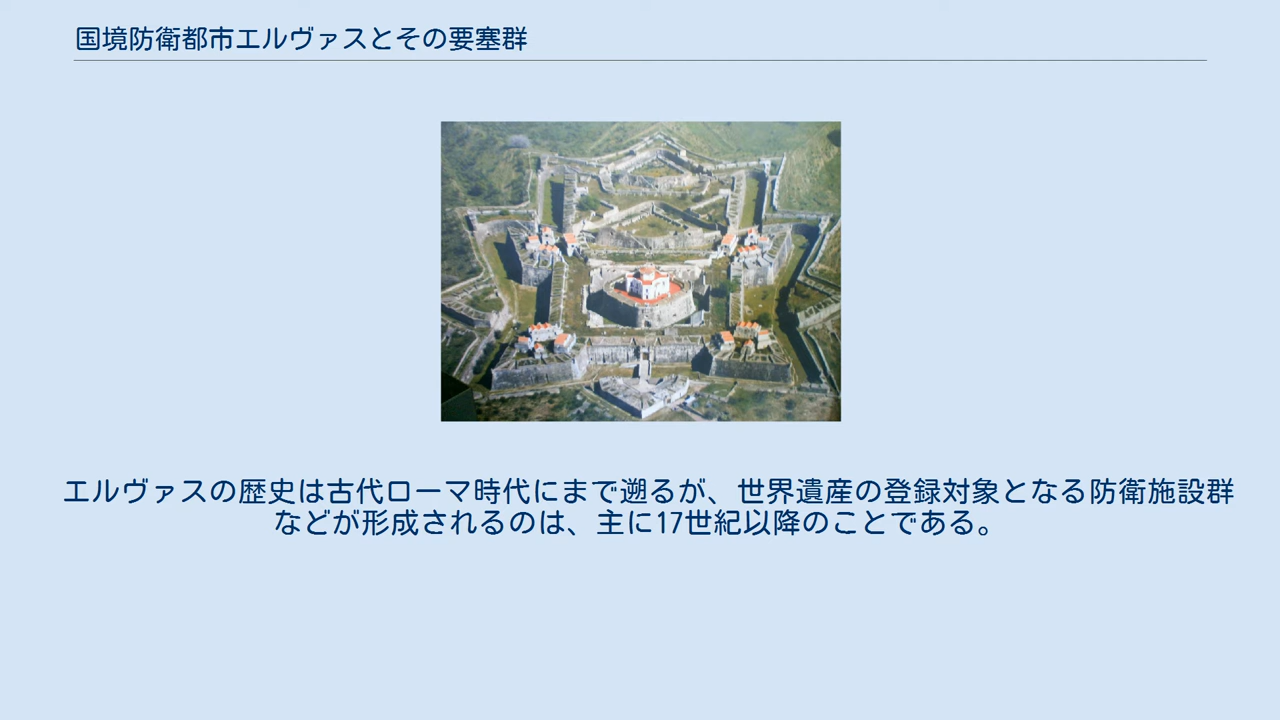 国境防衛都市エルヴァスとその要塞群
エルヴァスの歴史は古代ローマ時代にまで遡るが、世界遺産の登録対象となる防衛施設群
などが形成されるのは、主に17世紀以降のことである。